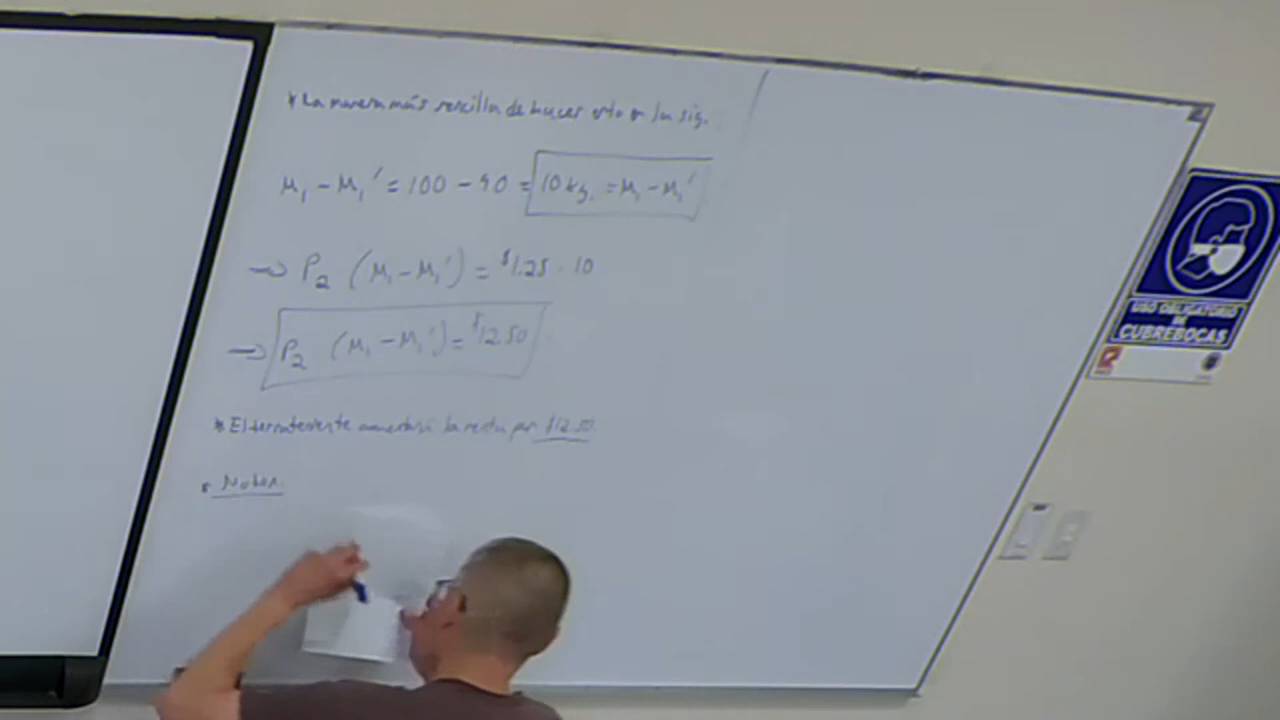 * La manera más sencilla de hacer esto es la sig.
M₁ - M₁' = 100 - 90 = 10 kg. = M₁ - M₁'
→ P₂ (M₁ - M₁') = $1.25 · 10
→ P₂ (M₁ - M₁') = $12.50
* El terrateniente aumentará la renta por $12.50.
• Notar.
USO OBLIGATORIO
DE
CUBREBOCAS